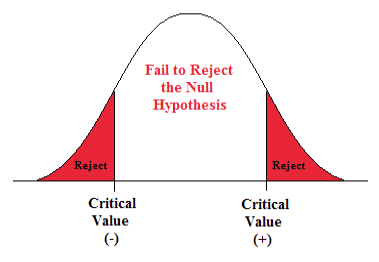 Fail to Reject
the Null
Hypothesis
Reject
Reject
Critical
Value
(-)
Critical
Value
(+)